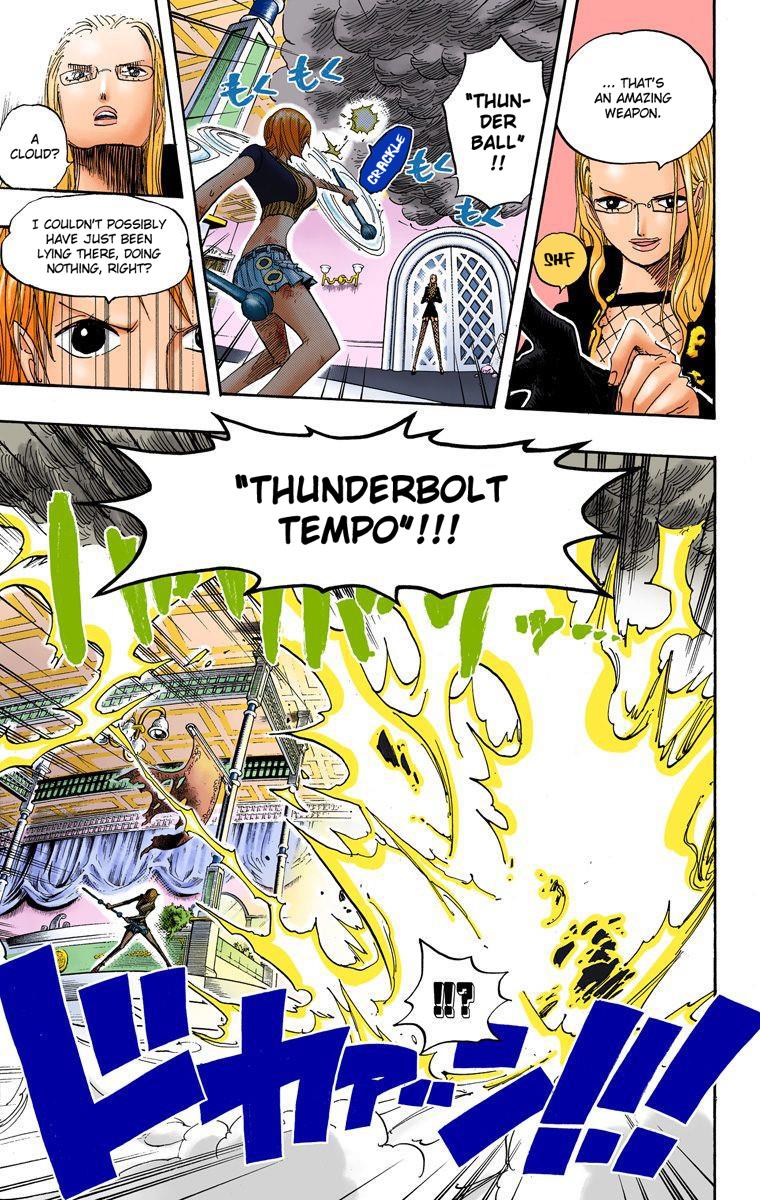 ... THAT'S
AN AMAZING
WEAPON.
SHF
"THUN-
DER
BALL"
!!
CRACKLE
もく
もく
もく
もく
A
CLOUD?
I COULDN'T POSSIBLY
HAVE JUST BEEN
LYING THERE, DOING
NOTHING, RIGHT?
"THUNDERBOLT
TEMPO"!!!
!!?
ドカァーン!!!